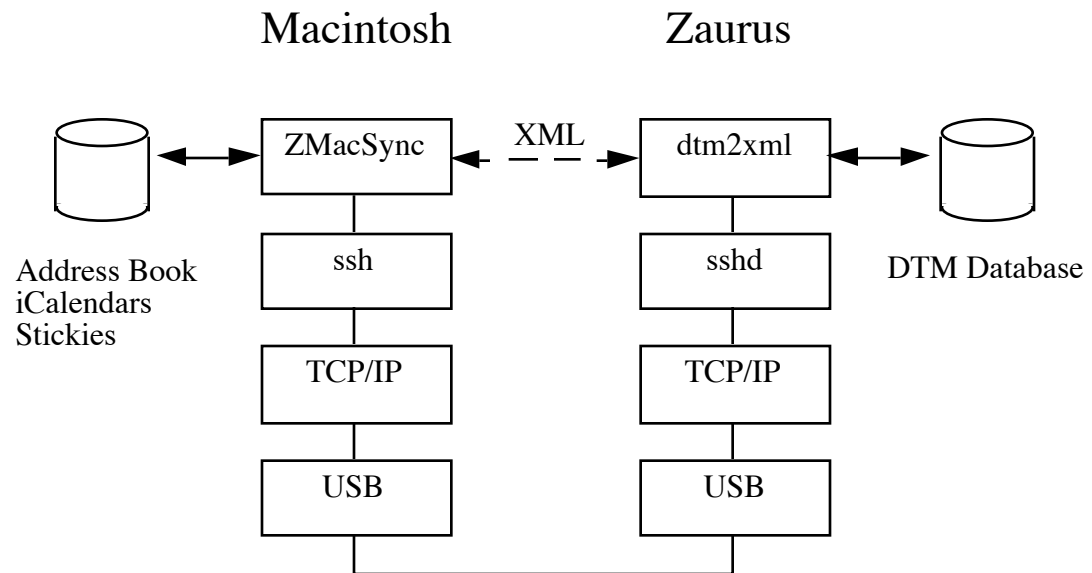 Macintosh
Zaurus
ZMacSync
XML
dtm2xml
ssh
sshd
Address Book
iCalendars
Stickies
DTM Database
TCP/IP
TCP/IP
USB
USB